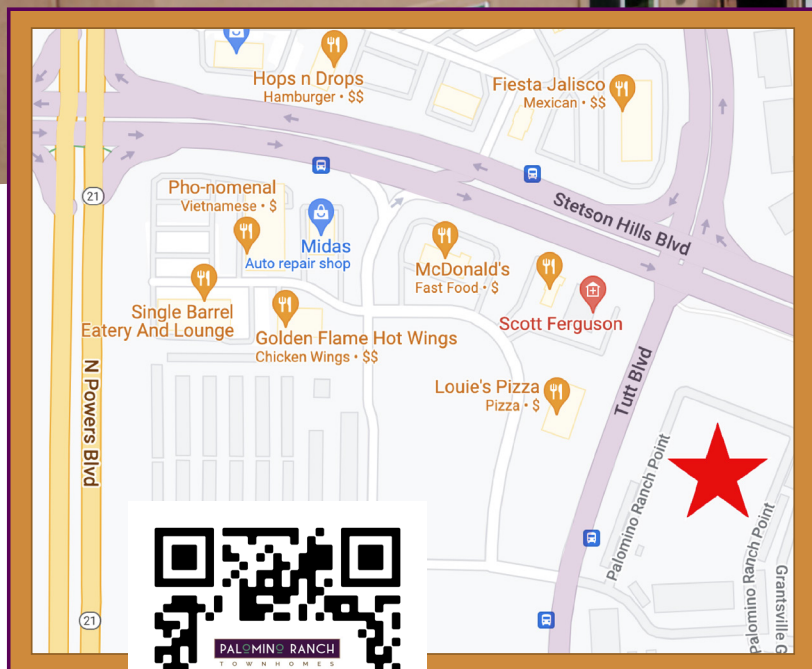 Hops n Drops
Hamburger • $$
Fiesta Jalisco
Mexican • $$
21
Pho-nomenal
Vietnamese • $
Stetson Hills Blvd
Midas
Auto repair shop
McDonald's
Fast Food • $
Single Barrel
Eatery And Lounge
Golden Flame Hot Wings
Chicken Wings • $$
Scott Ferguson
Louie's Pizza
Pizza • $
N Powers Blvd
Tutt Blvd
Palomino Ranch Point
Palomino Ranch Point
Grantsville G
21
PALOMINO RANCH
TOWNHOMES